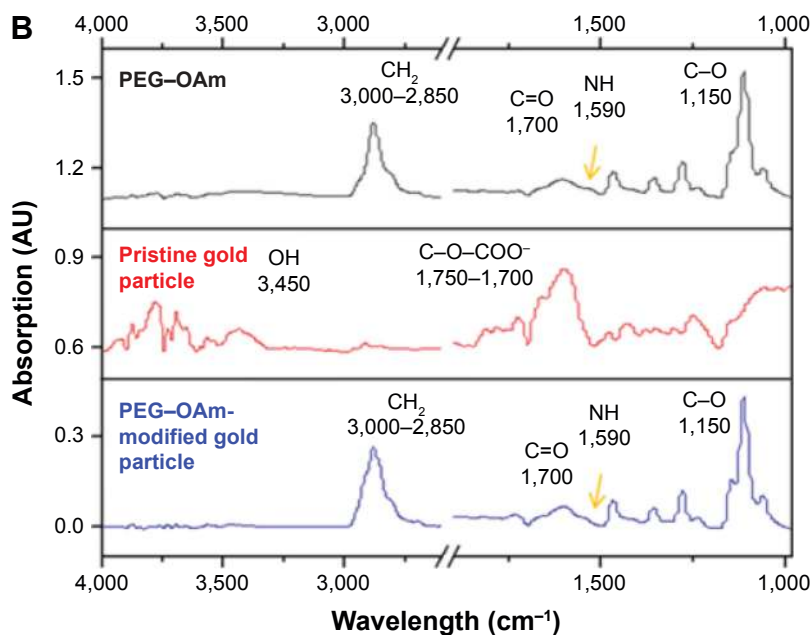 B
4,000 3,500 3,000 1,500 1,000
PEG–OAm
CH₂
3,000–2,850
C=O
1,700
NH
1,590
C–O
1,150
1.5
1.2
Pristine gold
particle
OH
3,450
C–O–COO⁻
1,750–1,700
0.9
0.6
PEG–OAm-
modified gold
particle
CH₂
3,000–2,850
C=O
1,700
NH
1,590
C–O
1,150
0.3
0.0
Absorption (AU)
4,000 3,500 3,000 1,500 1,000
Wavelength (cm⁻¹)